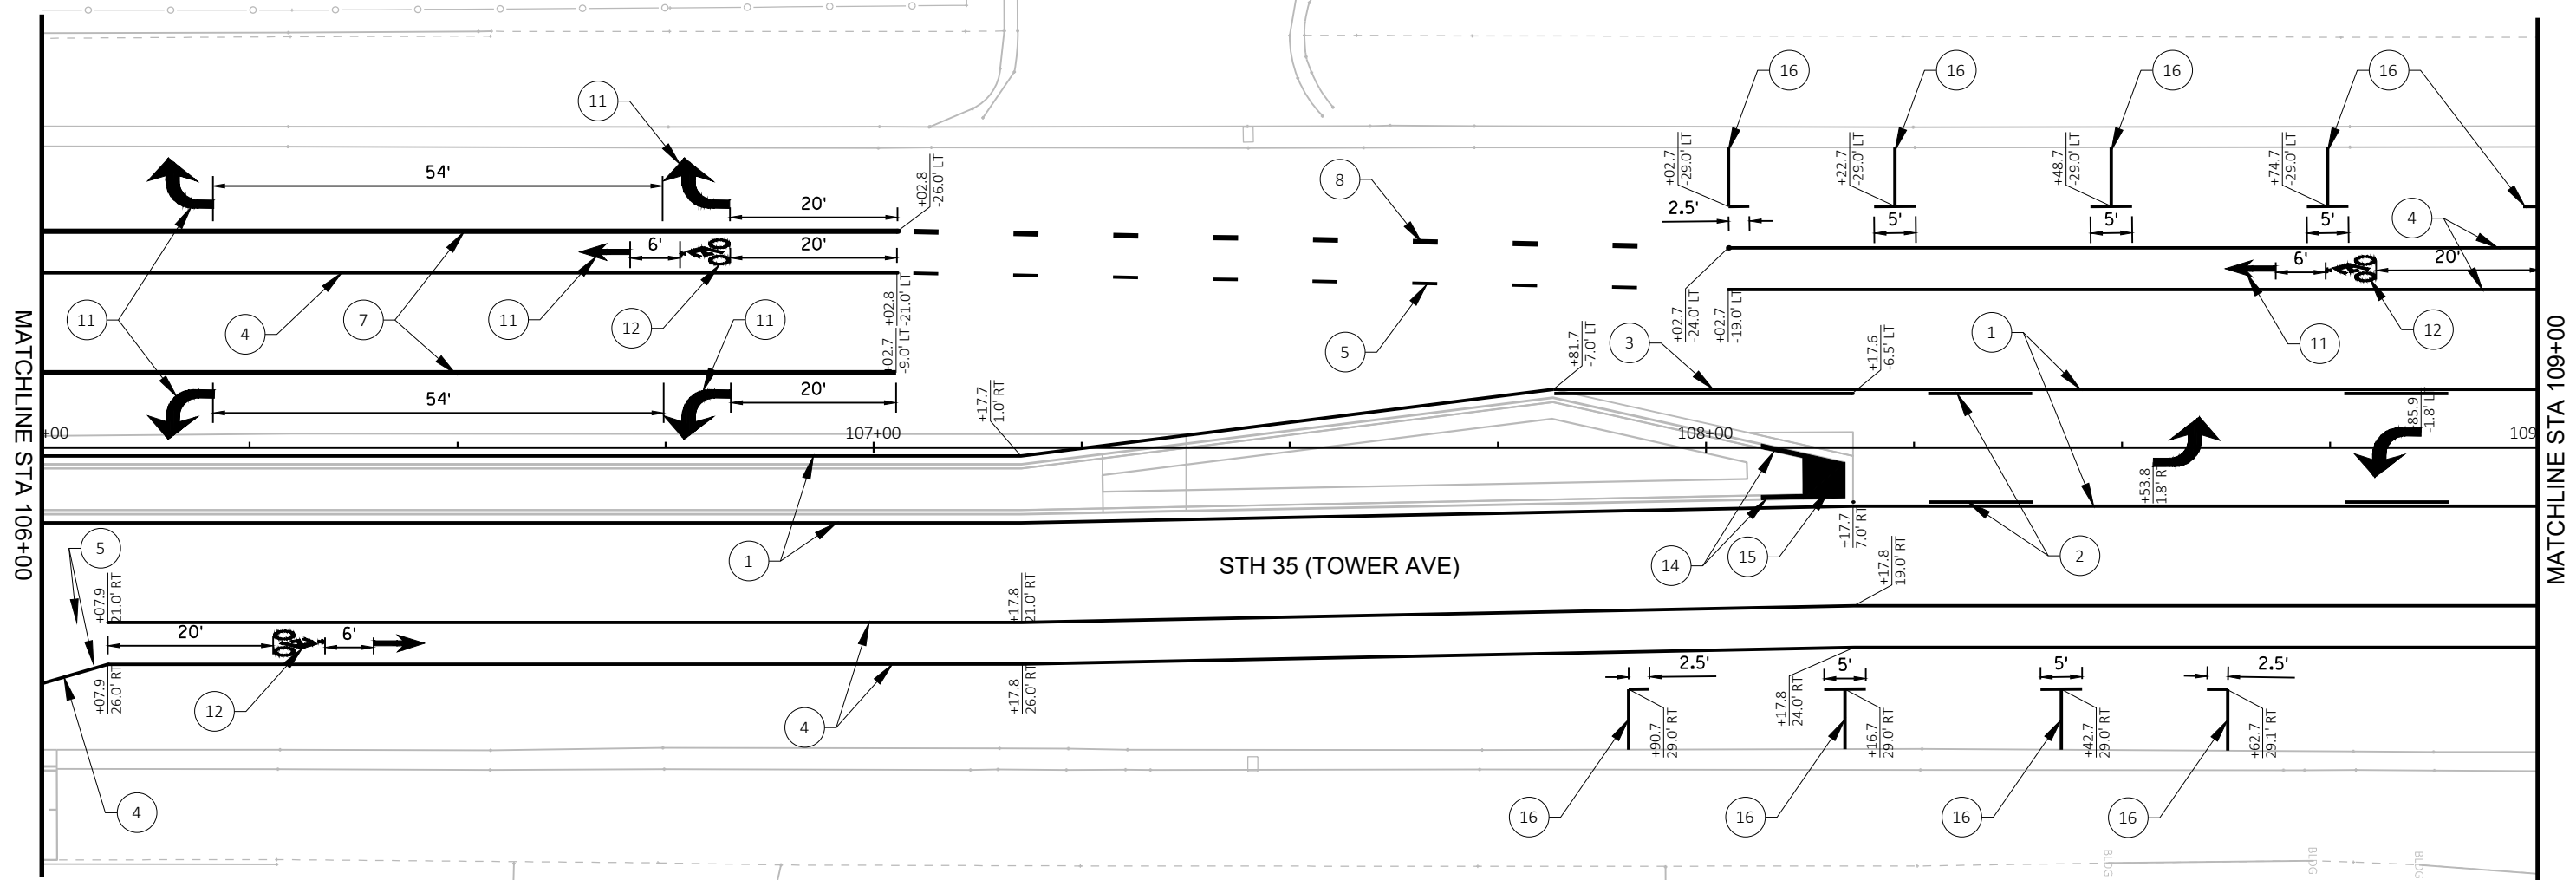 16
16
16
16
11
54'
+02.8
-26.0' LT
8
+02.7
-29.0' LT
+22.7
-29.0' LT
+48.7
-29.0' LT
+74.7
-29.0' LT
20'
2.5'
5'
5'
5'
4
6'
20'
6'
20'
11
4
7
11
12
11
+02.8
-21.0' LT
+02.7
-9.0' LT
5
+02.7
-24.0' LT
+02.7
-19.0' LT
+81.7
-7.0' LT
3
+17.6
-6.5' LT
1
11
12
MATCHLINE STA 106+00
MATCHLINE STA 109+00
54'
20'
+17.7
1.0' RT
+85.9
-1.8' L
+00
107+00
108+00
109
+53.8
1.8' RT
5
1
STH 35 (TOWER AVE)
14
15
+17.7
7.0' RT
+17.8
19.0' RT
2
+07.9
21.0' RT
+17.8
21.0' RT
20'
6'
+07.9
26.0' RT
12
+17.8
26.0' RT
4
2.5'
5'
5'
2.5'
+90.7
29.0' RT
+17.8
24.0' RT
+16.7
29.0' RT
+42.7
29.0' RT
+62.7
29.1' RT
4
16
16
16
16
BLDG
BLDG
BLDG